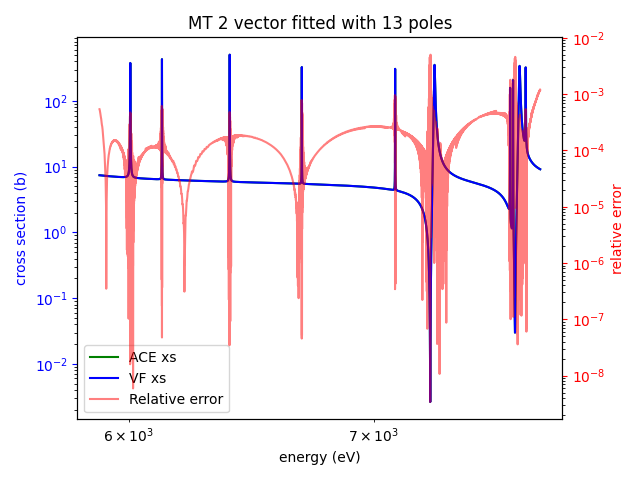 MT 2 vector fitted with 13 poles
cross section (b)
10²
10¹
10⁰
10⁻¹
10⁻²
10⁻²
10⁻³
10⁻⁴
10⁻⁵
10⁻⁶
10⁻⁷
10⁻⁸
relative error
ACE xs
VF xs
Relative error
6 × 10³
7 × 10³
energy (eV)